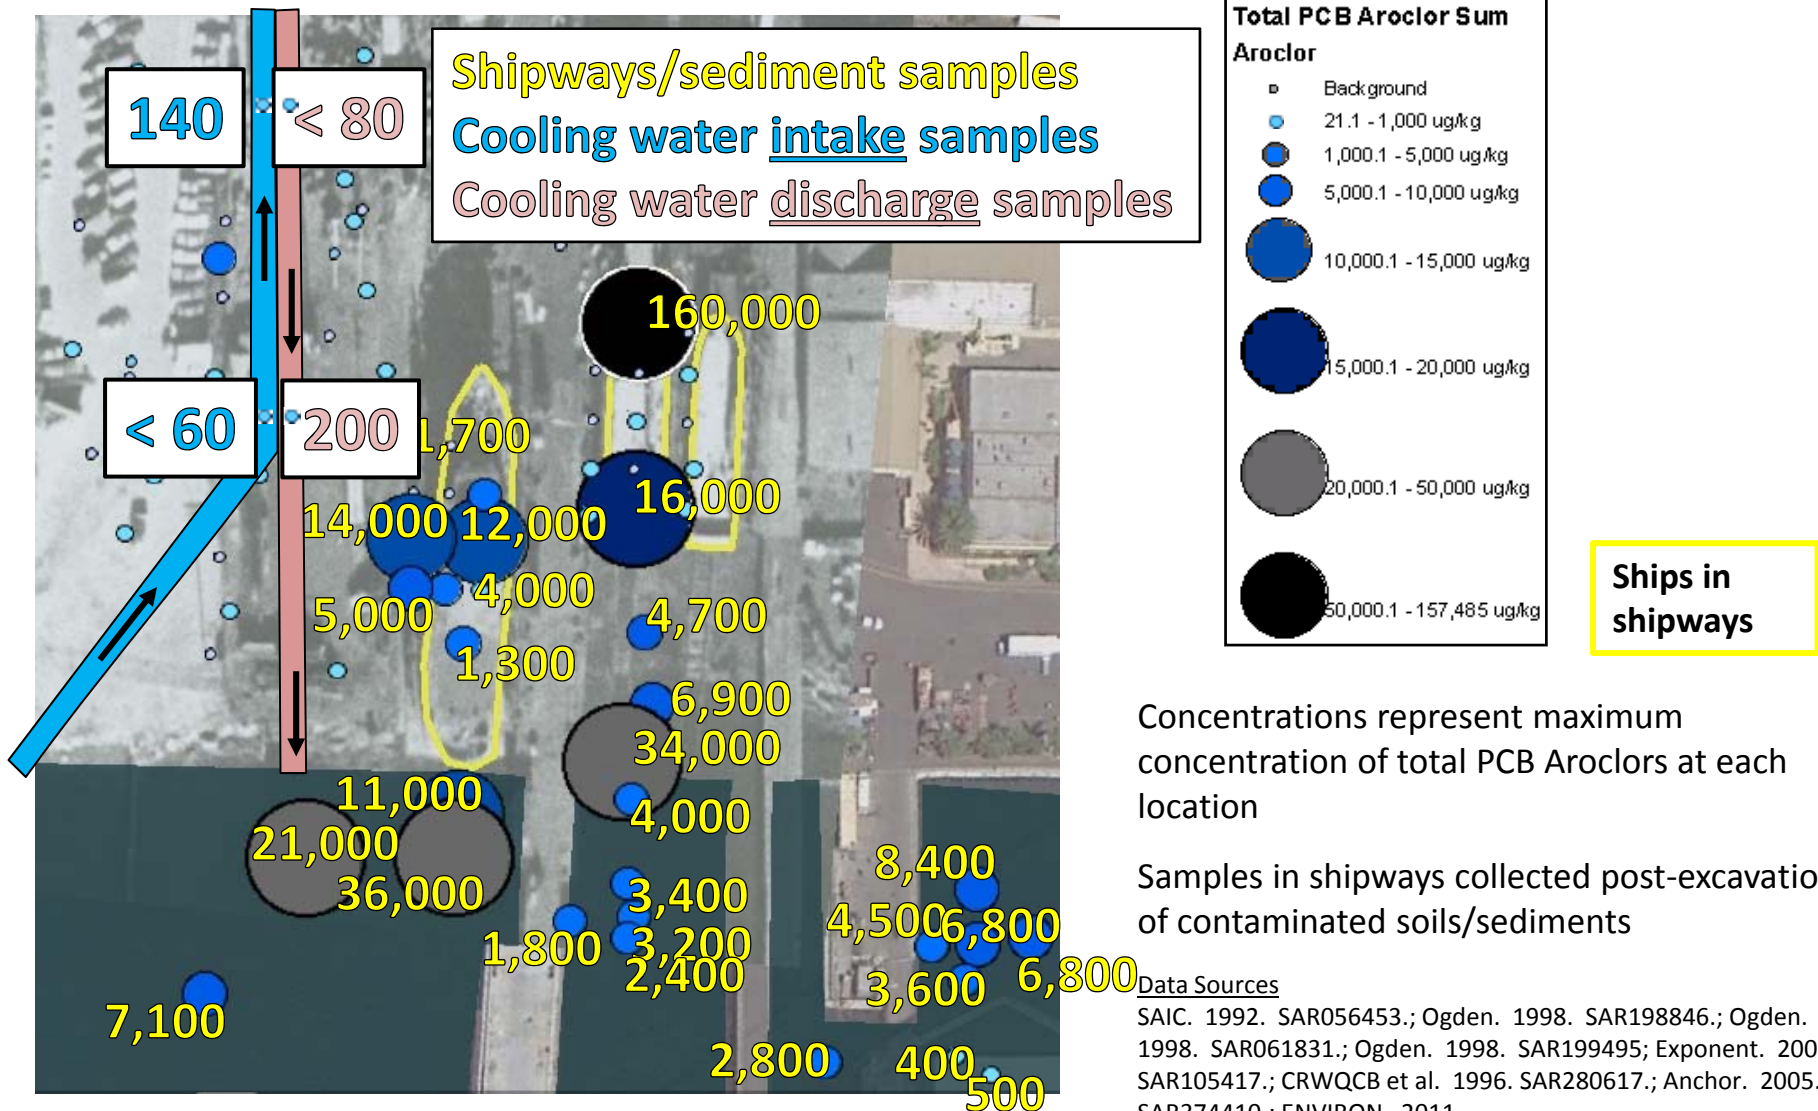 Shipways/sediment samples
Cooling water intake samples
Cooling water discharge samples
140
< 80
< 60
200
160,000
1,700
16,000
14,000
12,000
4,000
5,000
4,700
1,300
6,900
34,000
11,000
4,000
21,000
36,000
8,400
3,400
4,500
6,800
1,800
3,200
2,400
3,600
6,800
7,100
2,800
400
500
Total PCB Aroclor Sum
Aroclor
Background
21.1 - 1,000 ug/kg
1,000.1 - 5,000 ug/kg
5,000.1 - 10,000 ug/kg
10,000.1 - 15,000 ug/kg
15,000.1 - 20,000 ug/kg
20,000.1 - 50,000 ug/kg
50,000.1 - 157,485 ug/kg
Ships in
shipways
Concentrations represent maximum
concentration of total PCB Aroclors at each
location
Samples in shipways collected post-excavatio
of contaminated soils/sediments
Data Sources
SAIC. 1992. SAR056453.; Ogden. 1998. SAR198846.; Ogden.
1998. SAR061831.; Ogden. 1998. SAR199495; Exponent. 200
SAR105417.; CRWQCB et al. 1996. SAR280617.; Anchor. 2005.
SAR274410.; ENVIRON. 2011